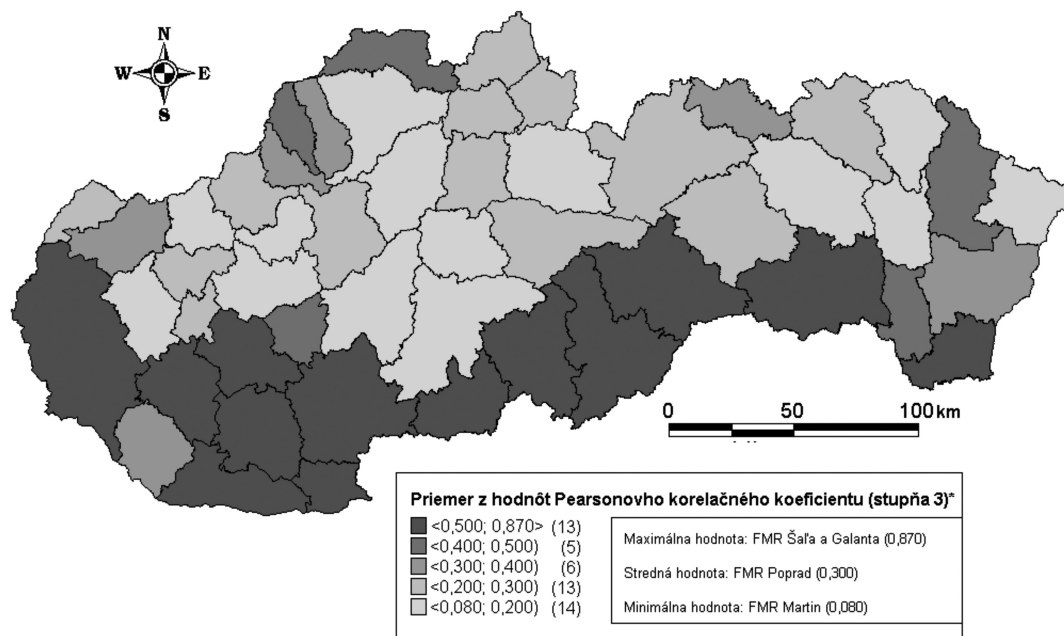 N
W E
S
0 50 100 km
Priemer z hodnôt Pearsonovho korelačného koeficientu (stupňa 3)*
<0,500; 0,870> (13)
<0,400; 0,500) (5)
<0,300; 0,400) (6)
<0,200; 0,300) (13)
<0,080; 0,200) (14)
Maximálna hodnota: FMR Šaľa a Galanta (0,870)
Stredná hodnota: FMR Poprad (0,300)
Minimálna hodnota: FMR Martin (0,080)